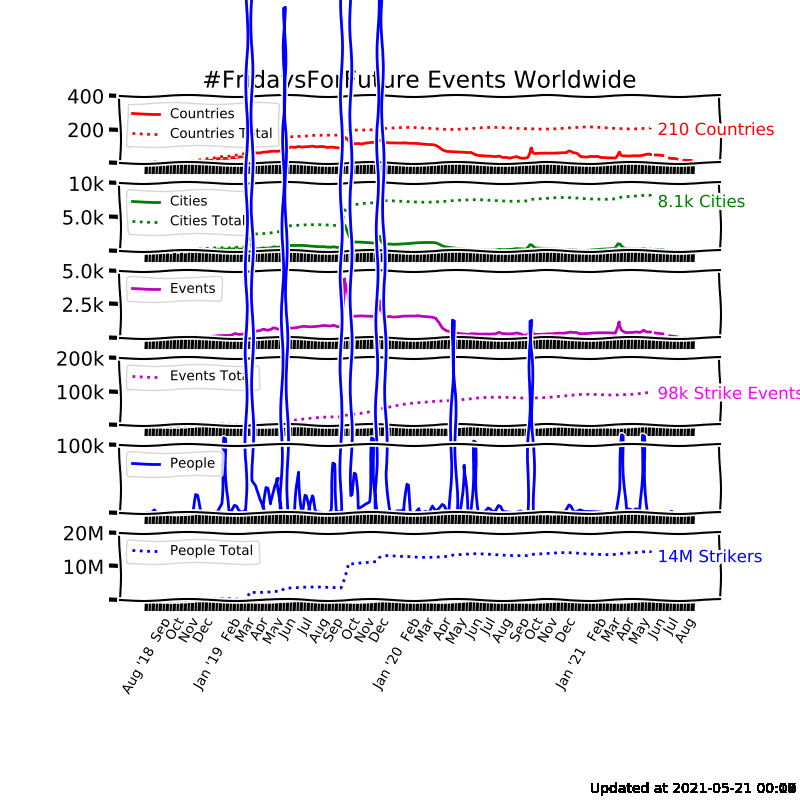 #FridaysForFuture Events Worldwide
400
200
Countries
Countries Total
210 Countries
10k
5.0k
Cities
Cities Total
8.1k Cities
5.0k
2.5k
Events
200k
100k
Events Total
98k Strike Events
100k
People
20M
10M
People Total
14M Strikers
Aug '18 Sep Oct Nov Dec Jan '19 Feb Mar Apr May Jun Jul Aug Sep Oct Nov Dec Jan '20 Feb Mar Apr May Jun Jul Aug Sep Oct Nov Dec Jan '21 Feb Mar Apr May Jun Jul Aug
Updated at 2021-05-21